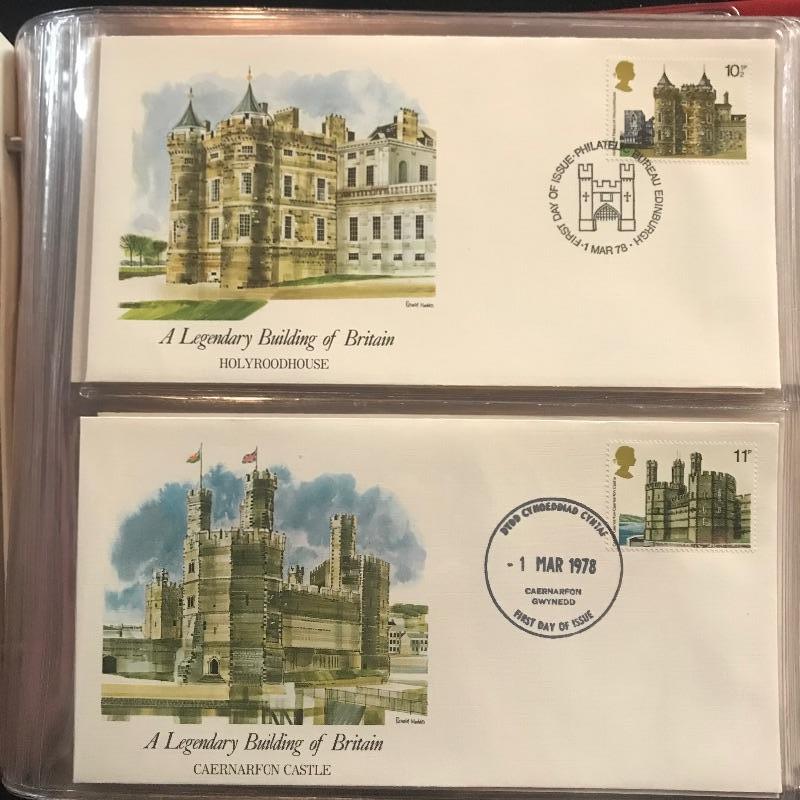 10½P
FIRST DAY OF ISSUE·PHILATELIC BUREAU EDINBURGH·
·1 MAR 78·
A Legendary Building of Britain
HOLYROODHOUSE
11P
DYDD CYHOEDDIAD CYNTAF
- 1 MAR 1978
CAERNARFON
GWYNEDD
FIRST DAY OF ISSUE
A Legendary Building of Britain
CAERNARFON CASTLE